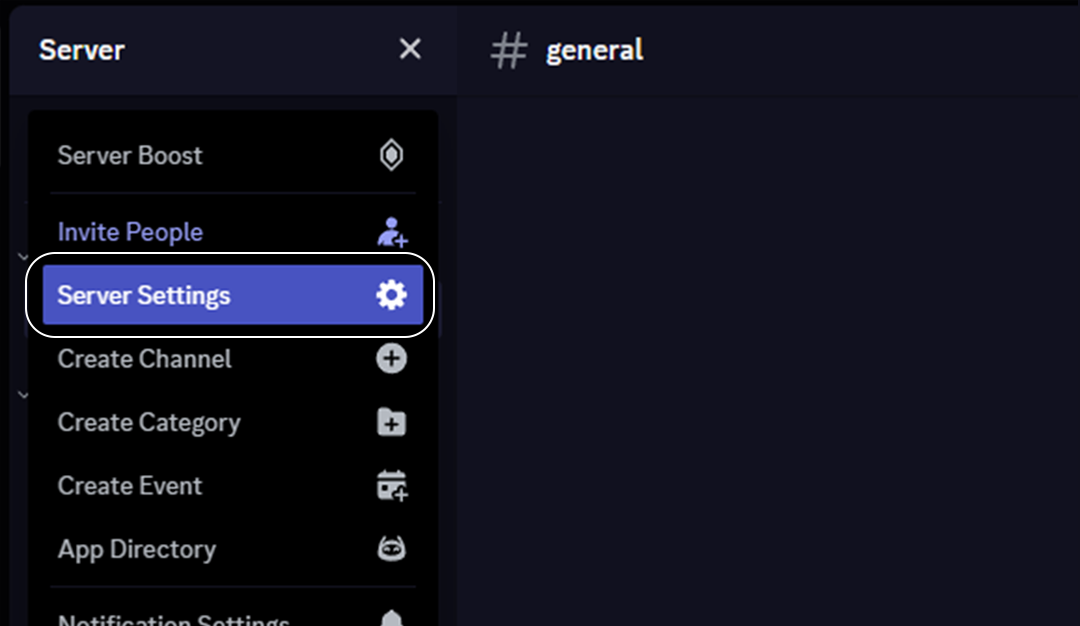 Server
# general
Server Boost
Invite People
Server Settings
Create Channel
Create Category
Create Event
App Directory
Notification Settings